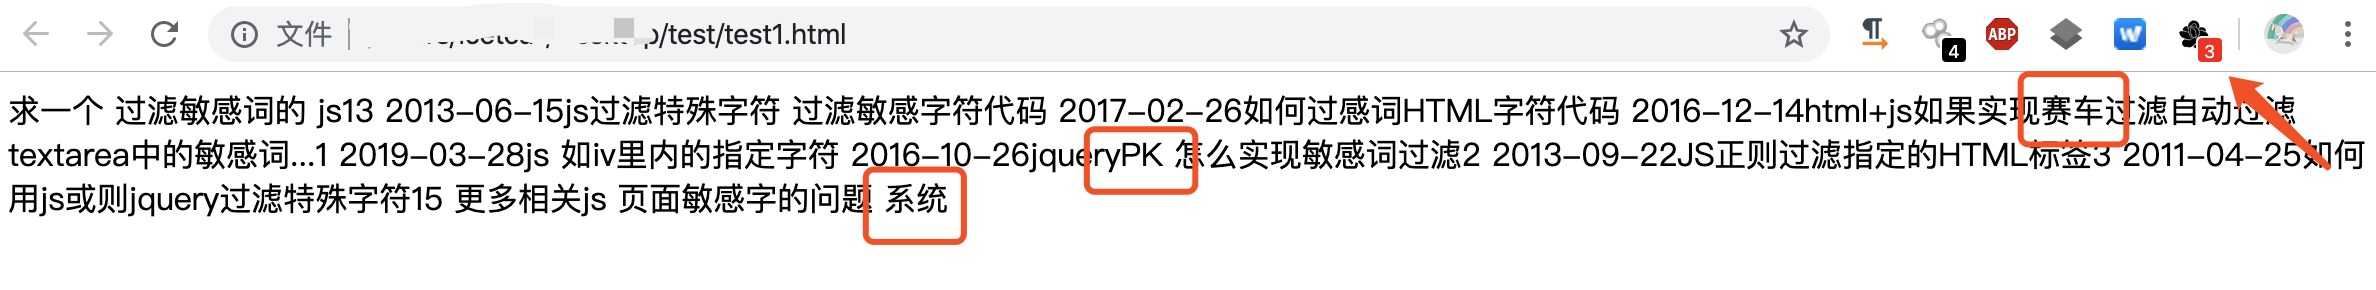 文件 p/test/test1.html
4 ABP W 3
求一个 过滤敏感词的 js13 2013-06-15js过滤特殊字符 过滤敏感字符代码 2017-02-26如何过感词HTML字符代码 2016-12-14html+js如果实现赛车过滤自动过滤
textarea中的敏感词...1 2019-03-28js 如iv里内的指定字符 2016-10-26jqueryPK 怎么实现敏感词过滤2 2013-09-22JS正则过滤指定的HTML标签3 2011-04-25如何
用js或则jquery过滤特殊字符15 更多相关js 页面敏感字的问题 系统